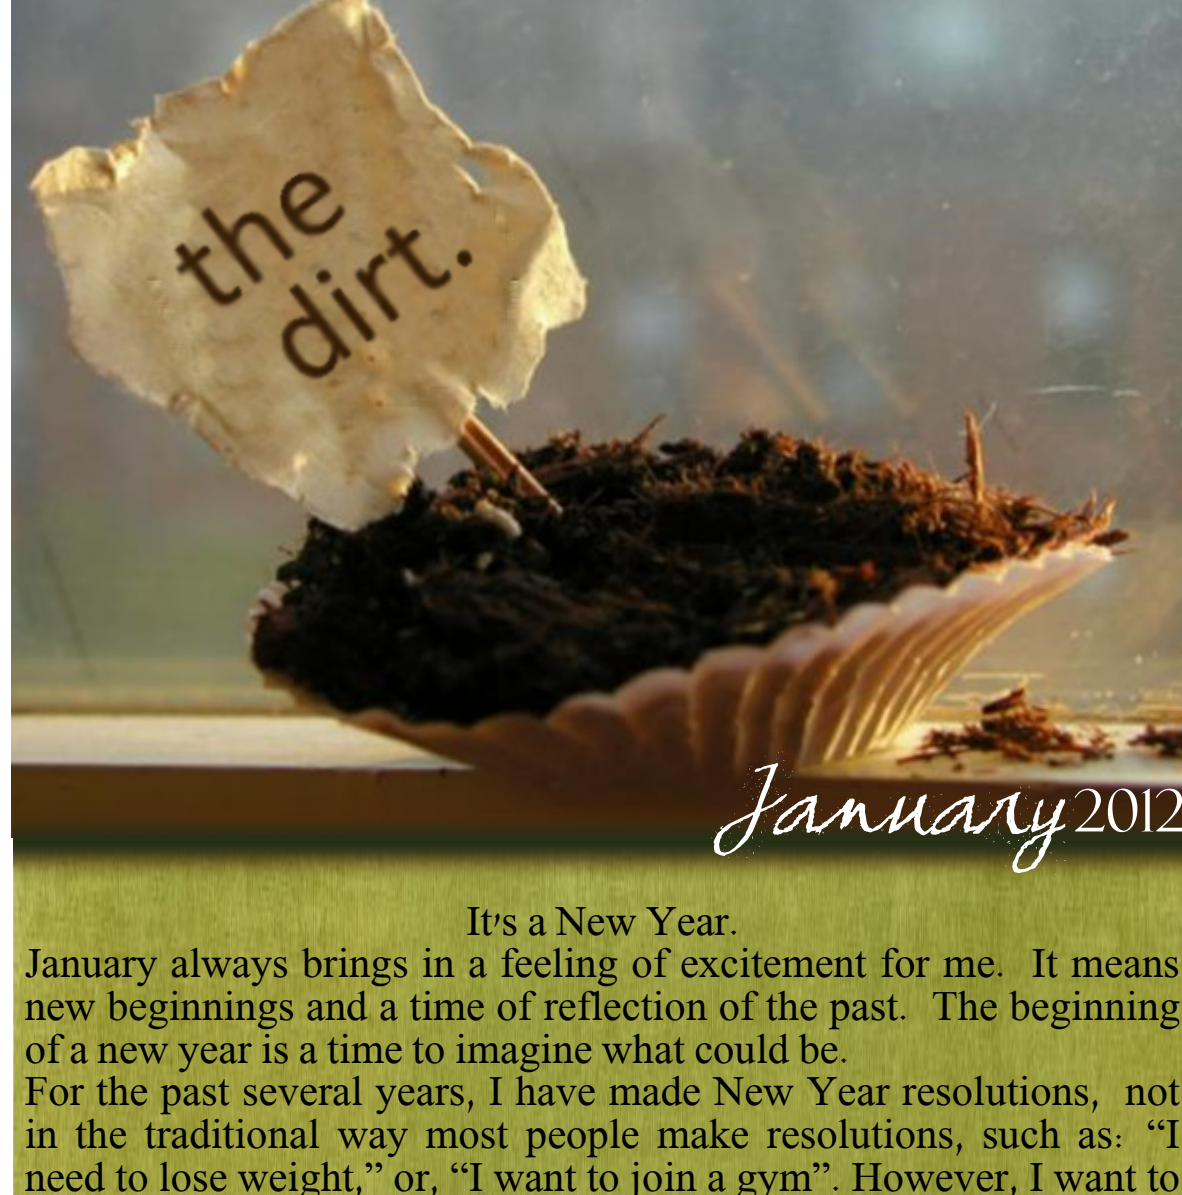 the
dirt.
January 2012
It's a New Year.
January always brings in a feeling of excitement for me.  It means
new beginnings and a time of reflection of the past.  The beginning
of a new year is a time to imagine what could be.
For the past several years, I have made New Year resolutions,  not
in the traditional way most people make resolutions, such as: “I
need to lose weight,” or, “I want to join a gym”. However, I want to